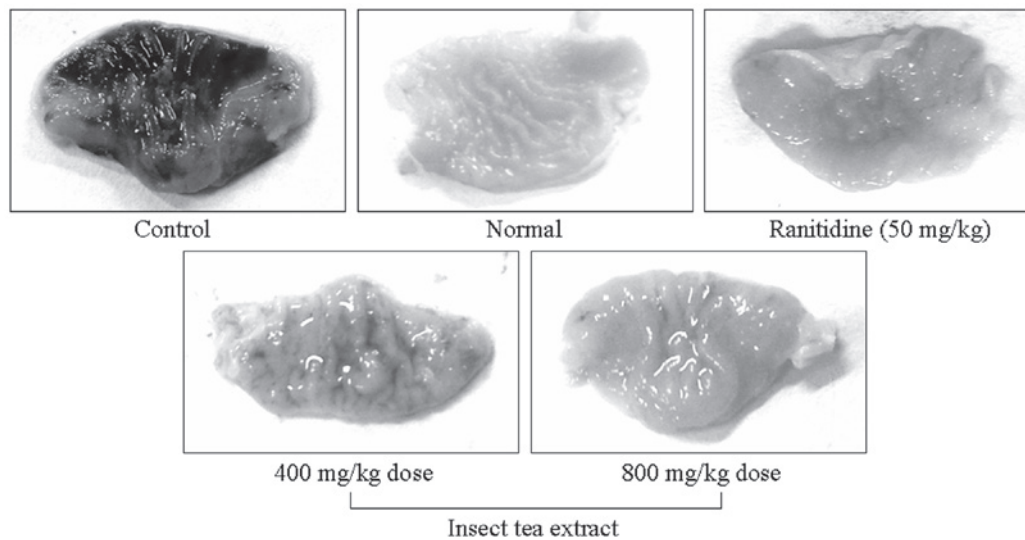 Control
Normal
Ranitidine (50 mg/kg)
400 mg/kg dose
800 mg/kg dose
Insect tea extract